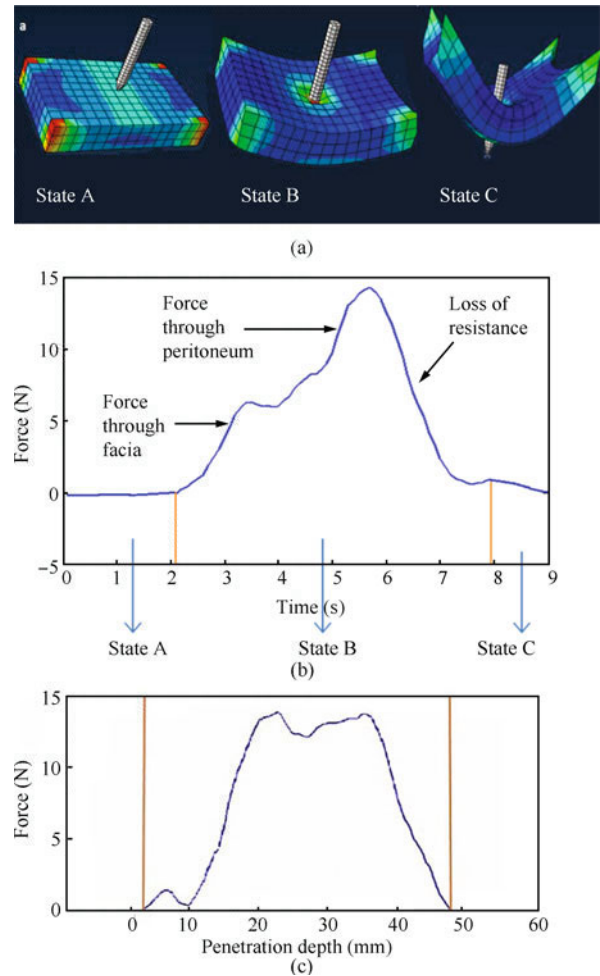 a
State A
State B
State C
(a)
15
10
5
0
−5
Force (N)
Force
through
peritoneum
Force
through
facia
Loss of
resistance
0 1 2 3 4 5 6 7 8 9
Time (s)
State A
State B
State C
(b)
15
10
5
0
Force (N)
0 10 20 30 40 50 60
Penetration depth (mm)
(c)